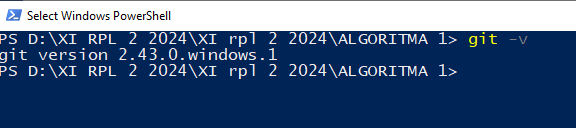 Select Windows PowerShell
PS D:\XI RPL 2 2024\XI rpl 2 2024\ALGORITMA 1> git -v
git version 2.43.0.windows.1
PS D:\XI RPL 2 2024\XI rpl 2 2024\ALGORITMA 1>